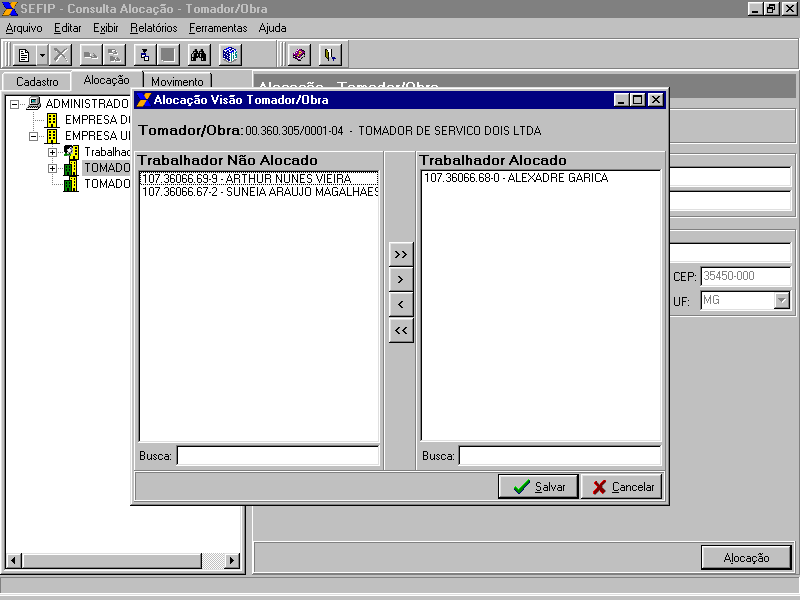 SEFIP - Consulta Alocação - Tomador/Obra
Arquivo Editar Exibir Relatórios Ferramentas Ajuda
Cadastro Alocação Movimento
Alocação - Tomador/Obra
ADMINISTRADO
EMPRESA DI
EMPRESA UI
Trabalhac
TOMADO
TOMADO
Alocação Visão Tomador/Obra
Tomador/Obra: 00.360.305/0001-04 - TOMADOR DE SERVICO DOIS LTDA
Trabalhador Não Alocado
107.36066.69-9 - ARTHUR NUNES VIEIRA
107.36066.67-2 - SUNEIA ARAUJO MAGALHAES
>>
>
<
<<
Trabalhador Alocado
107.36066.68-0 - ALEXADRE GARICA
Busca:
Busca:
Salvar Cancelar
CEP: 35450-000
UF: MG
Alocação